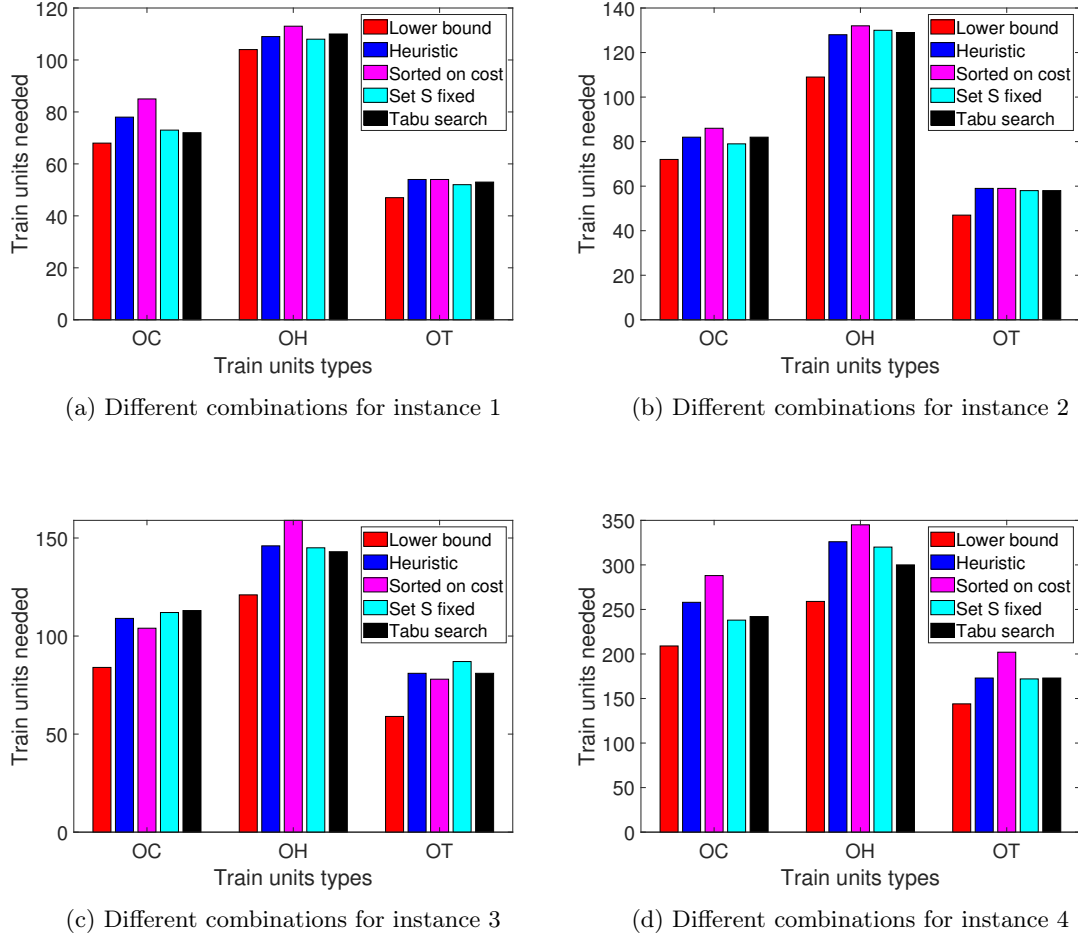 120
100
80
60
40
20
0
Train units needed
Lower bound
Heuristic
Sorted on cost
Set S fixed
Tabu search
OC OH OT
Train units types
(a) Different combinations for instance 1
140
120
100
80
60
40
20
0
Train units needed
Lower bound
Heuristic
Sorted on cost
Set S fixed
Tabu search
OC OH OT
Train units types
(b) Different combinations for instance 2
150
100
50
0
Train units needed
Lower bound
Heuristic
Sorted on cost
Set S fixed
Tabu search
OC OH OT
Train units types
(c) Different combinations for instance 3
350
300
250
200
150
100
50
0
Train units needed
Lower bound
Heuristic
Sorted on cost
Set S fixed
Tabu search
OC OH OT
Train units types
(d) Different combinations for instance 4